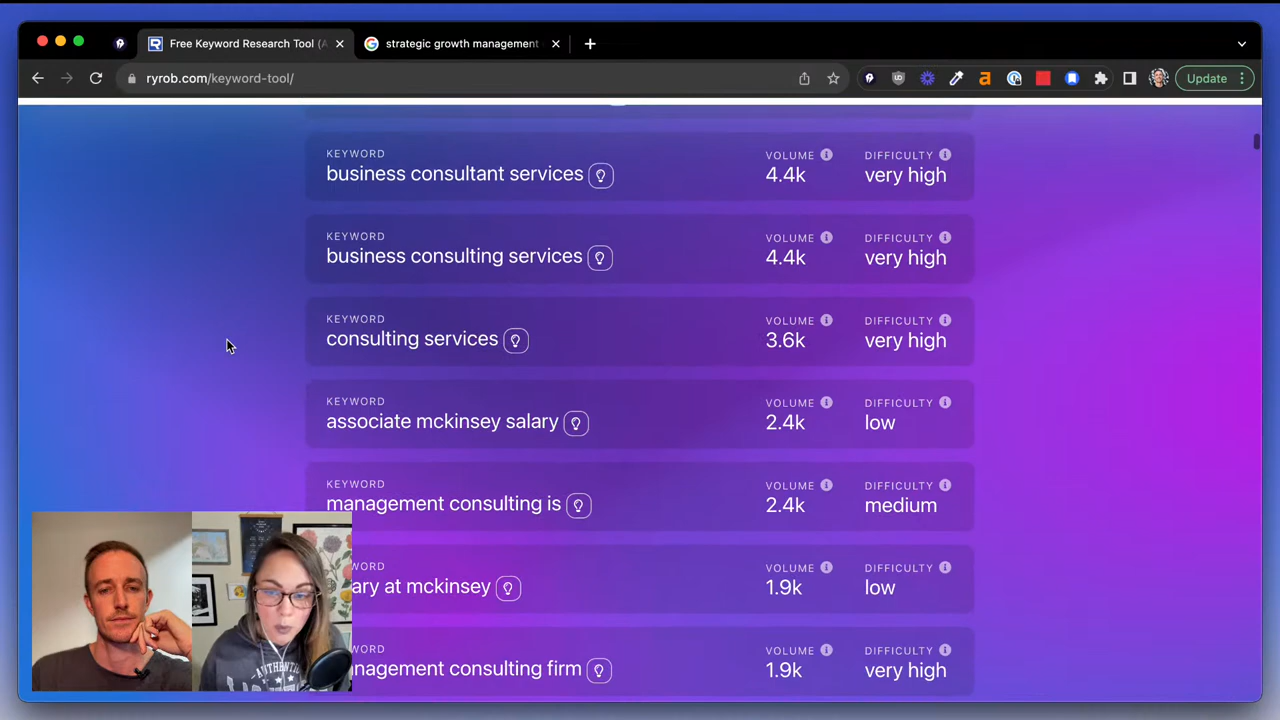 Free Keyword Research Tool (A
strategic growth management
ryrob.com/keyword-tool/
Update
KEYWORD
business consultant services
VOLUME
4.4k
DIFFICULTY
very high
KEYWORD
business consulting services
VOLUME
4.4k
DIFFICULTY
very high
KEYWORD
consulting services
VOLUME
3.6k
DIFFICULTY
very high
KEYWORD
associate mckinsey salary
VOLUME
2.4k
DIFFICULTY
low
KEYWORD
management consulting is
VOLUME
2.4k
DIFFICULTY
medium
WORD
ary at mckinsey
VOLUME
1.9k
DIFFICULTY
low
WORD
nagement consulting firm
VOLUME
1.9k
DIFFICULTY
very high
AUTHENTIC